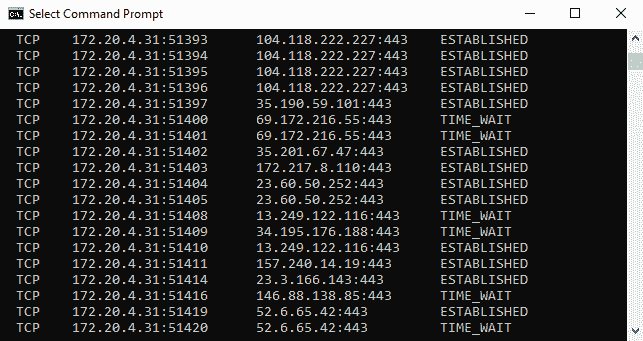 Select Command Prompt
TCP 172.20.4.31:51393 104.118.222.227:443 ESTABLISHED
TCP 172.20.4.31:51394 104.118.222.227:443 ESTABLISHED
TCP 172.20.4.31:51395 104.118.222.227:443 ESTABLISHED
TCP 172.20.4.31:51396 104.118.222.227:443 ESTABLISHED
TCP 172.20.4.31:51397 35.190.59.101:443 ESTABLISHED
TCP 172.20.4.31:51400 69.172.216.55:443 TIME_WAIT
TCP 172.20.4.31:51401 69.172.216.55:443 TIME_WAIT
TCP 172.20.4.31:51402 35.201.67.47:443 ESTABLISHED
TCP 172.20.4.31:51403 172.217.8.110:443 ESTABLISHED
TCP 172.20.4.31:51404 23.60.50.252:443 ESTABLISHED
TCP 172.20.4.31:51405 23.60.50.252:443 ESTABLISHED
TCP 172.20.4.31:51408 13.249.122.116:443 TIME_WAIT
TCP 172.20.4.31:51409 34.195.176.188:443 TIME_WAIT
TCP 172.20.4.31:51410 13.249.122.116:443 ESTABLISHED
TCP 172.20.4.31:51411 157.240.14.19:443 ESTABLISHED
TCP 172.20.4.31:51414 23.3.166.143:443 ESTABLISHED
TCP 172.20.4.31:51416 146.88.138.85:443 TIME_WAIT
TCP 172.20.4.31:51419 52.6.65.42:443 ESTABLISHED
TCP 172.20.4.31:51420 52.6.65.42:443 TIME_WAIT